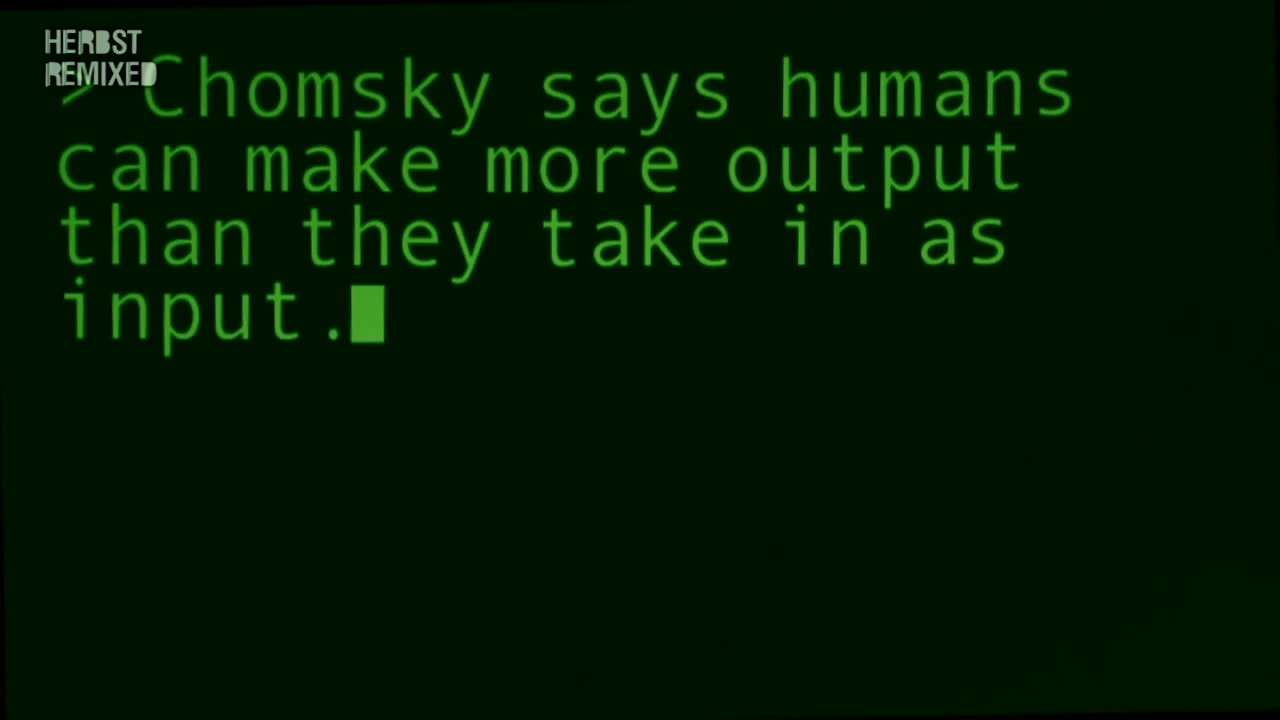 HERBST
REMIXED
> Chomsky says humans
can make more output
than they take in as
input.